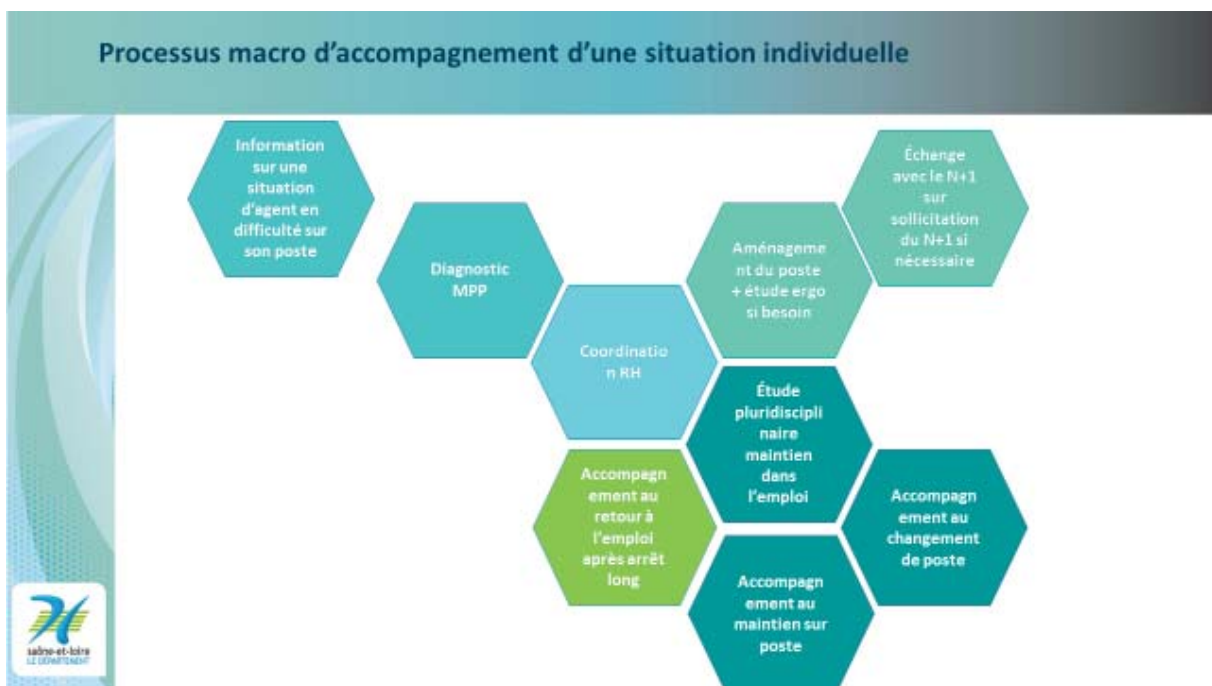 Processus macro d'accompagnement d'une situation individuelle
Information
sur une
situation
d'agent en
difficulté sur
son poste
Diagnostic
MPP
Coordinatio
n RH
Aménageme
nt du poste
+ étude ergo
si besoin
Échange
avec le N+1
sur
sollicitation
du N+1 si
nécessaire
Étude
pluridiscipli
naire
maintien
dans
l'emploi
Accompagn
ement au
retour à
l'emploi
après arrêt
long
Accompagn
ement au
changement
de poste
Accompagn
ement au
maintien sur
poste
saône-et-loire
LE DÉPARTEMENT